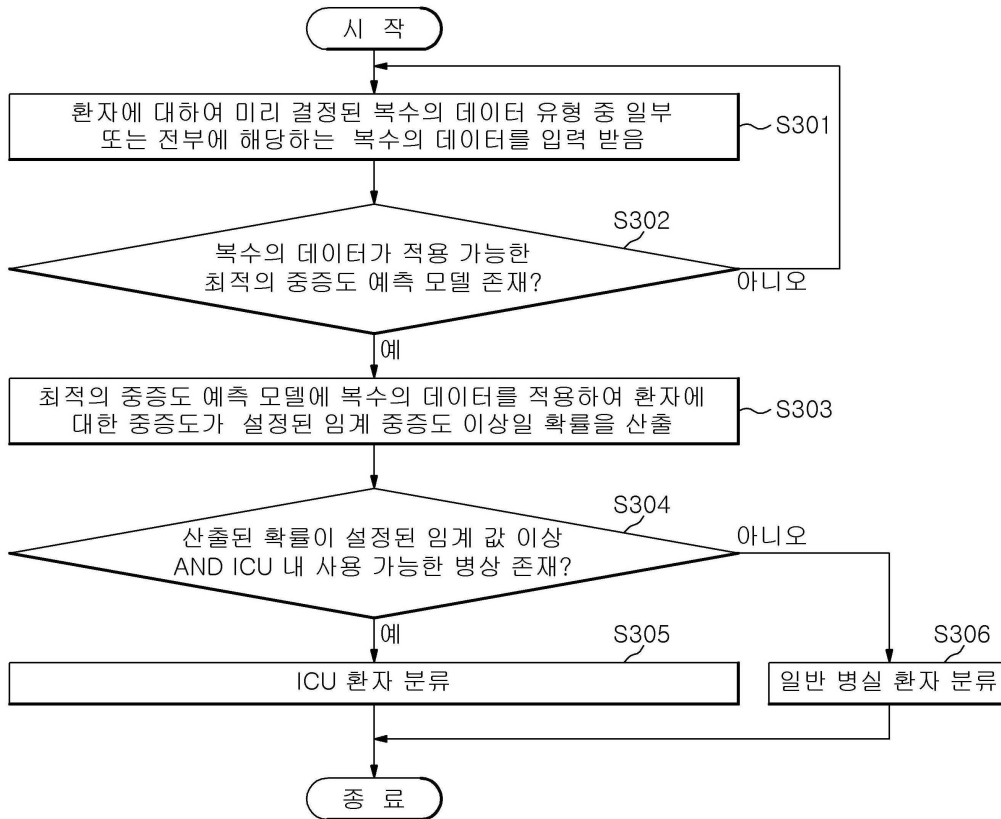 시 작
환자에 대하여 미리 결정된 복수의 데이터 유형 중 일부
또는 전부에 해당하는 복수의 데이터를 입력 받음
S301
S302
복수의 데이터가 적용 가능한
최적의 중증도 예측 모델 존재?
아니오
예
최적의 중증도 예측 모델에 복수의 데이터를 적용하여 환자에
대한 중증도가 설정된 임계 중증도 이상일 확률을 산출
S303
S304
산출된 확률이 설정된 임계 값 이상
AND ICU 내 사용 가능한 병상 존재?
아니오
예
S305
ICU 환자 분류
S306
일반 병실 환자 분류
종 료